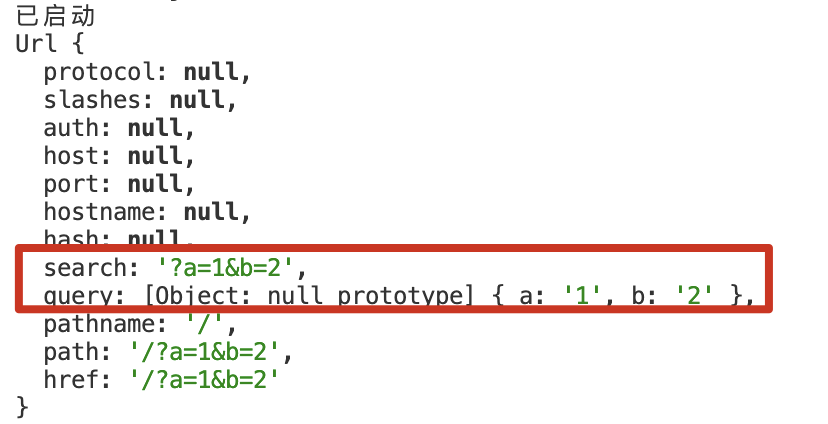 已启动
Url {
  protocol: null,
  slashes: null,
  auth: null,
  host: null,
  port: null,
  hostname: null,
  hash: null,
  search: '?a=1&b=2',
  query: [Object: null prototype] { a: '1', b: '2' },
  pathname: '/',
  path: '/?a=1&b=2',
  href: '/?a=1&b=2'
}